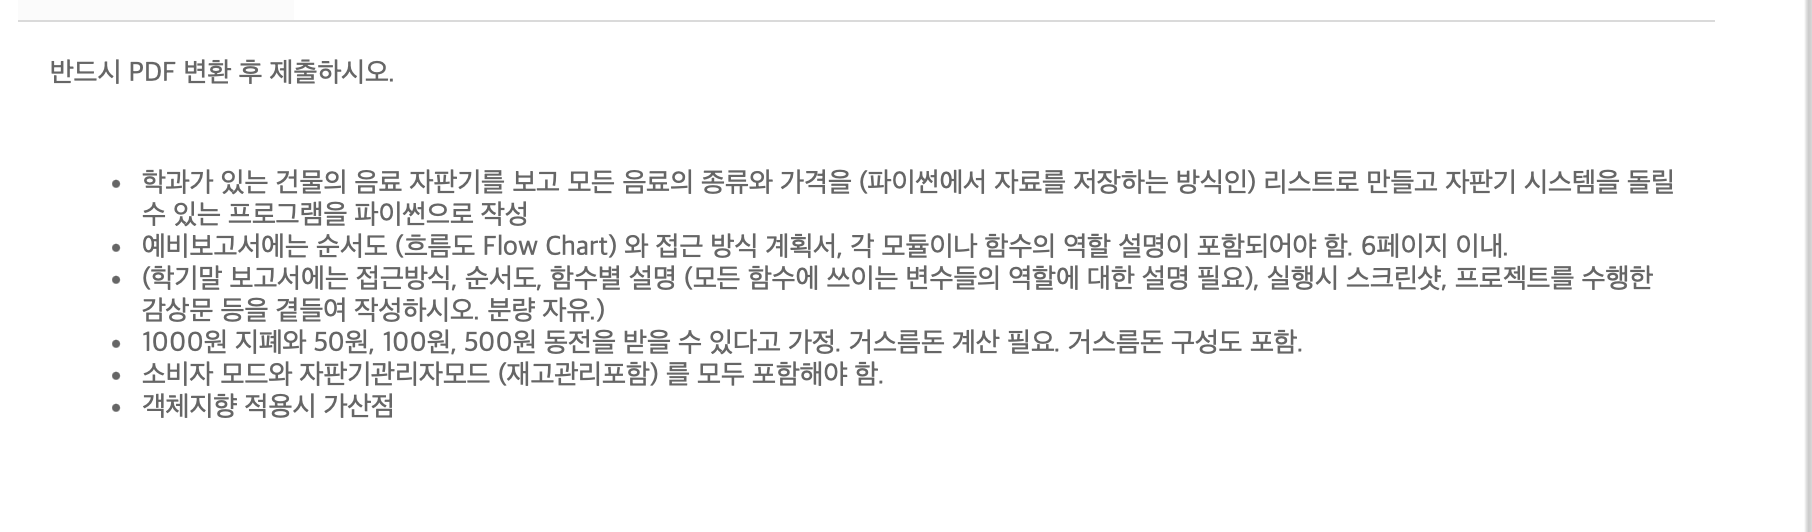 반드시 PDF 변환 후 제출하시오.
• 학과가 있는 건물의 음료 자판기를 보고 모든 음료의 종류와 가격을 (파이썬에서 자료를 저장하는 방식인) 리스트로 만들고 자판기 시스템을 돌릴
수 있는 프로그램을 파이썬으로 작성
• 예비보고서에는 순서도 (흐름도 Flow Chart) 와 접근 방식 계획서, 각 모듈이나 함수의 역할 설명이 포함되어야 함. 6페이지 이내.
• (학기말 보고서에는 접근방식, 순서도, 함수별 설명 (모든 함수에 쓰이는 변수들의 역할에 대한 설명 필요), 실행시 스크린샷, 프로젝트를 수행한
감상문 등을 곁들여 작성하시오. 분량 자유.)
• 1000원 지폐와 50원, 100원, 500원 동전을 받을 수 있다고 가정. 거스름돈 계산 필요. 거스름돈 구성도 포함.
• 소비자 모드와 자판기관리자모드 (재고관리포함) 를 모두 포함해야 함.
• 객체지향 적용시 가산점